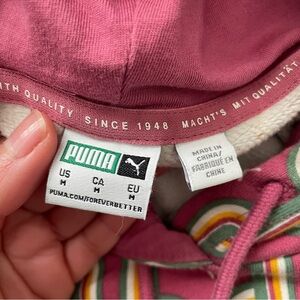 ITH QUALITY SINCE 1948 MACHT'S MIT QUALITÄT
PUMA
US CA EU
M M M
PUMA.COM/FOREVERBETTER
MADE IN
CHINA/
FABRIQUÉ EN
CHINE